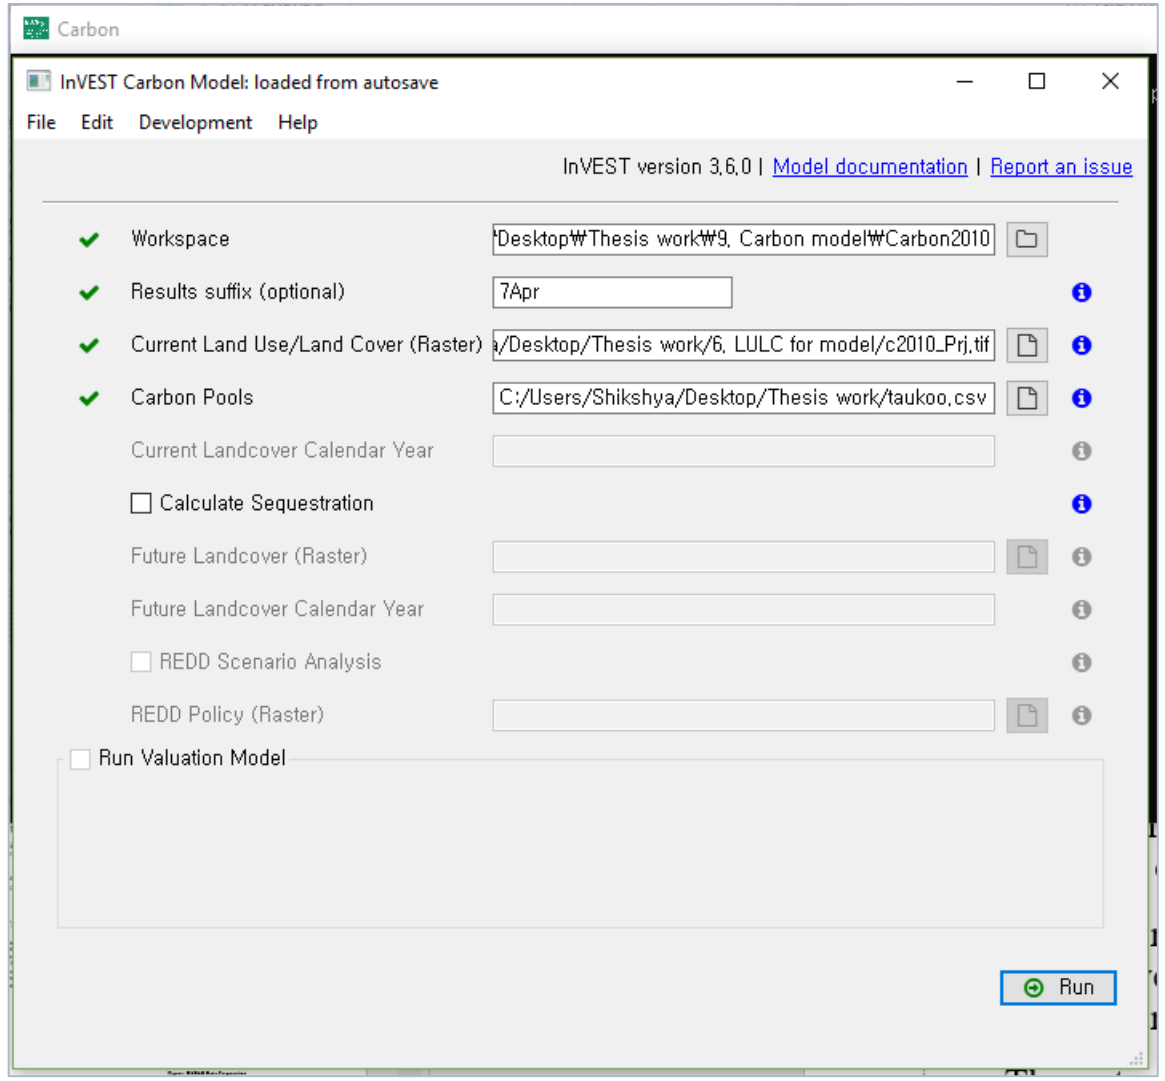 Carbon
InVEST Carbon Model: loaded from autosave
File Edit Development Help
InVEST version 3,6,0 | Model documentation | Report an issue
Workspace Desktop₩Thesis work₩9, Carbon model₩Carbon2010
Results suffix (optional) 7Apr
Current Land Use/Land Cover (Raster) a/Desktop/Thesis work/6, LULC for model/c2010_Prj,tif
Carbon Pools C:/Users/Shikshya/Desktop/Thesis work/taukoo,csv
Current Landcover Calendar Year
Calculate Sequestration
Future Landcover (Raster)
Future Landcover Calendar Year
REDD Scenario Analysis
REDD Policy (Raster)
Run Valuation Model
Run